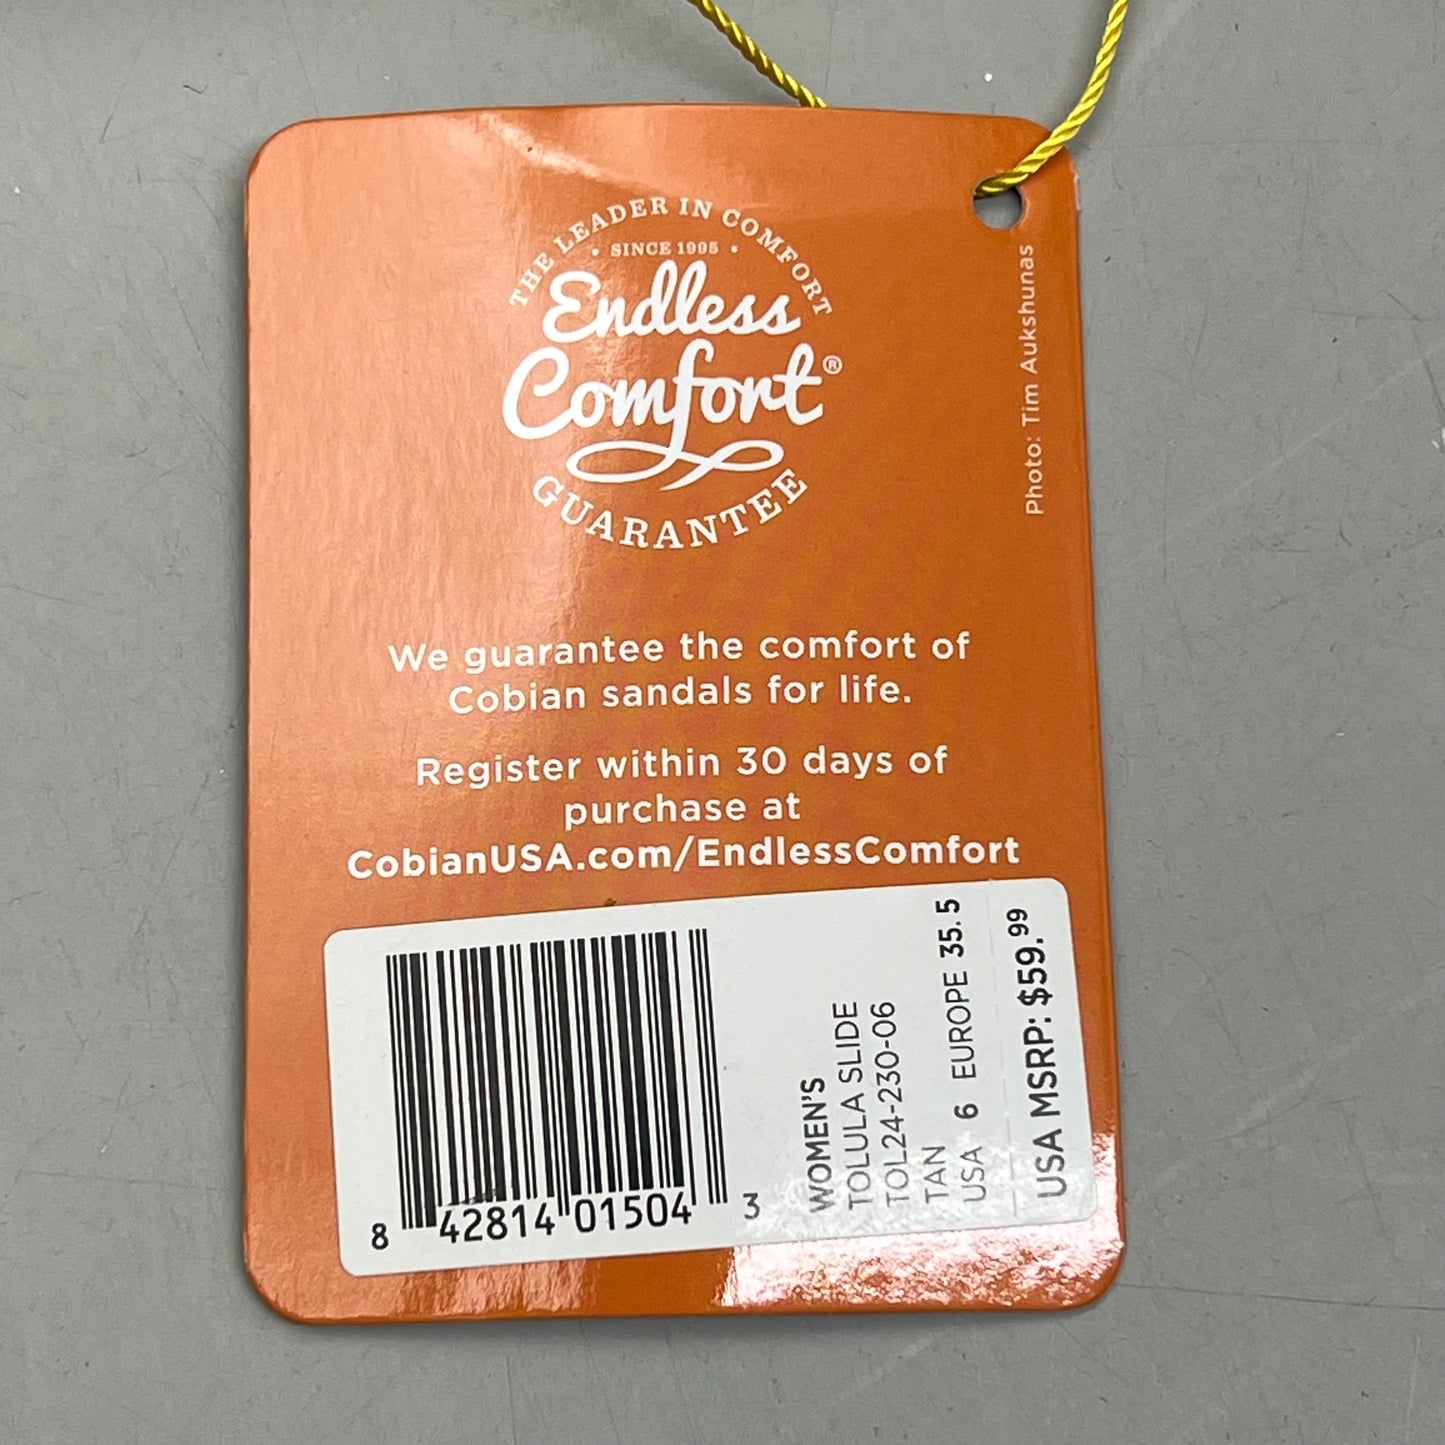 THE LEADER IN COMFORT
• SINCE 1995 •
Endless
Comfort®
GUARANTEE
Photo: Tim Aukshunas
We guarantee the comfort of
Cobian sandals for life.
Register within 30 days of
purchase at
CobianUSA.com/EndlessComfort
8 42814 01504 3
WOMEN'S
TOLULA SLIDE
TOL24-230-06
TAN
USA 6 EUROPE 35.5
USA MSRP: $59.99